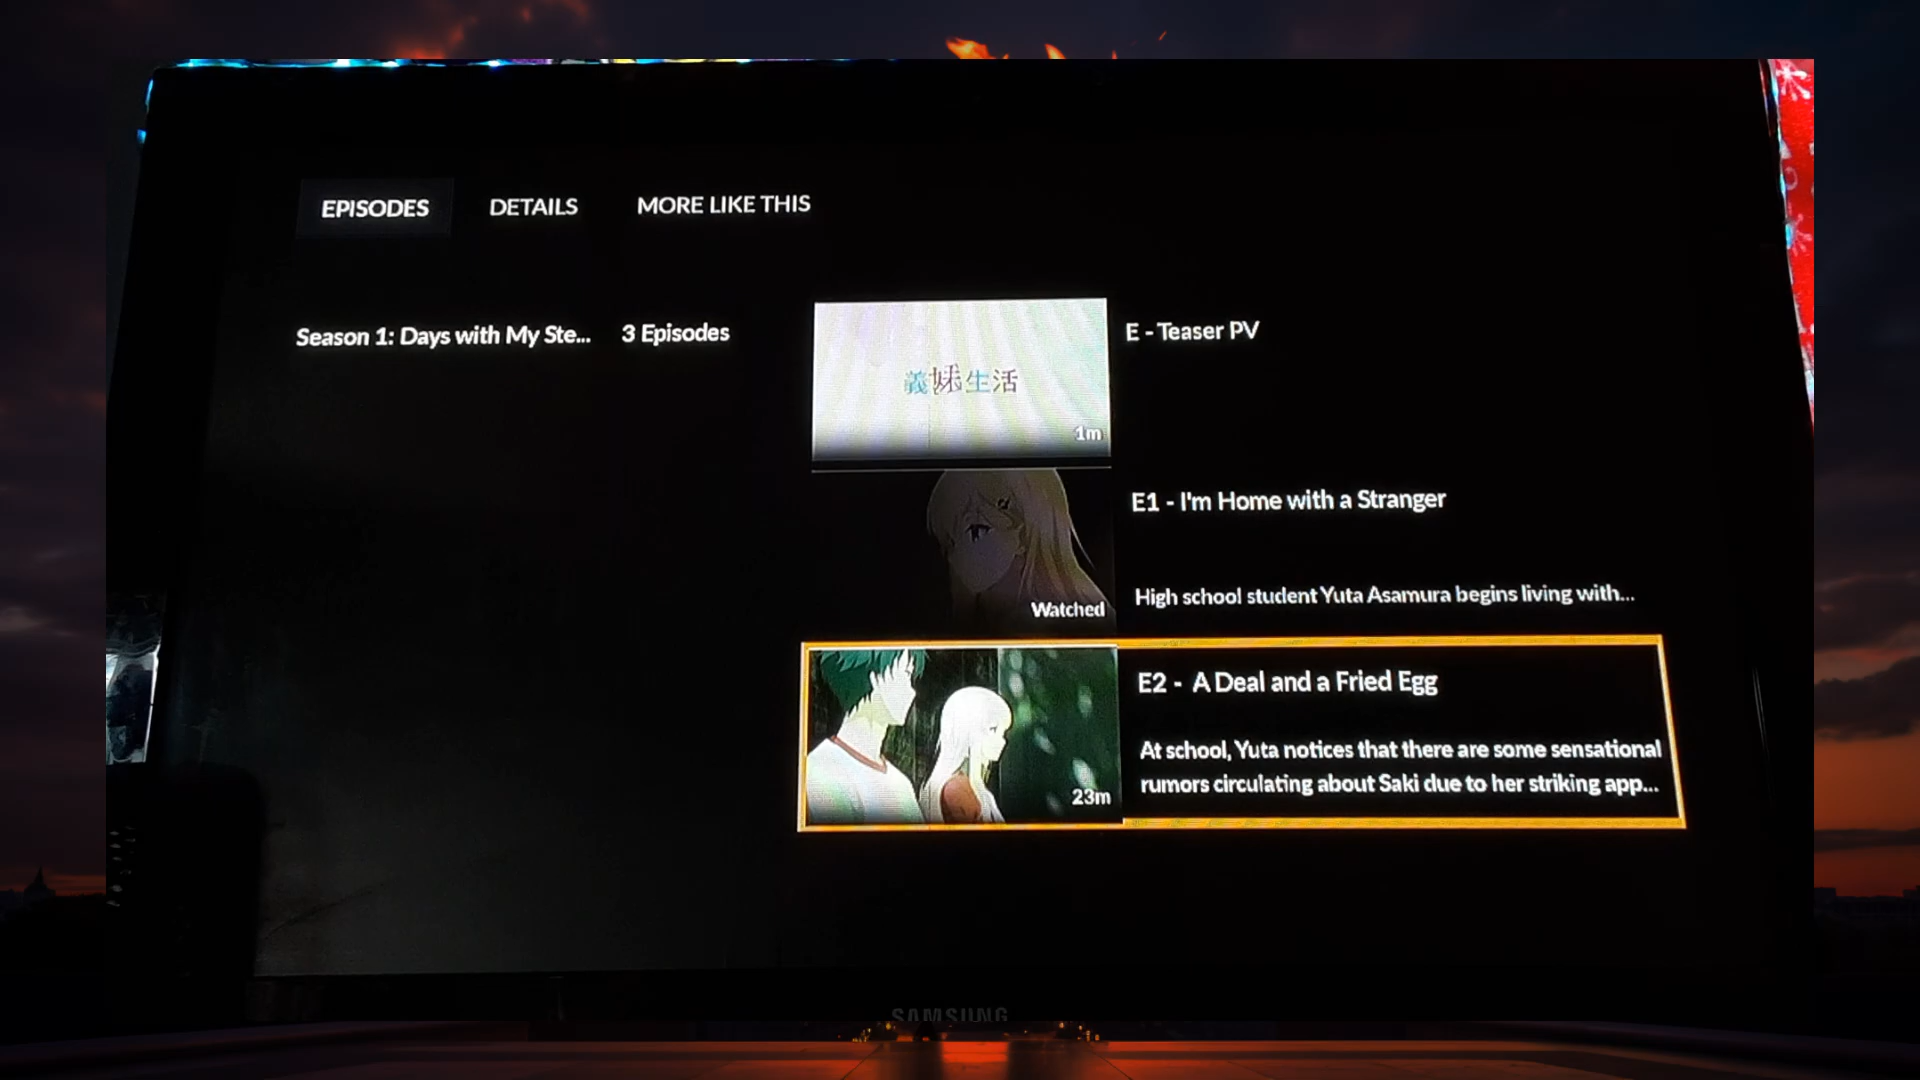 EPISODES DETAILS MORE LIKE THIS
Season 1: Days with My Ste... 3 Episodes
義妹生活
1m
E - Teaser PV
Watched
E1 - I'm Home with a Stranger
High school student Yuta Asamura begins living with...
23m
E2 - A Deal and a Fried Egg
At school, Yuta notices that there are some sensational
rumors circulating about Saki due to her striking app...
SAMSUNG